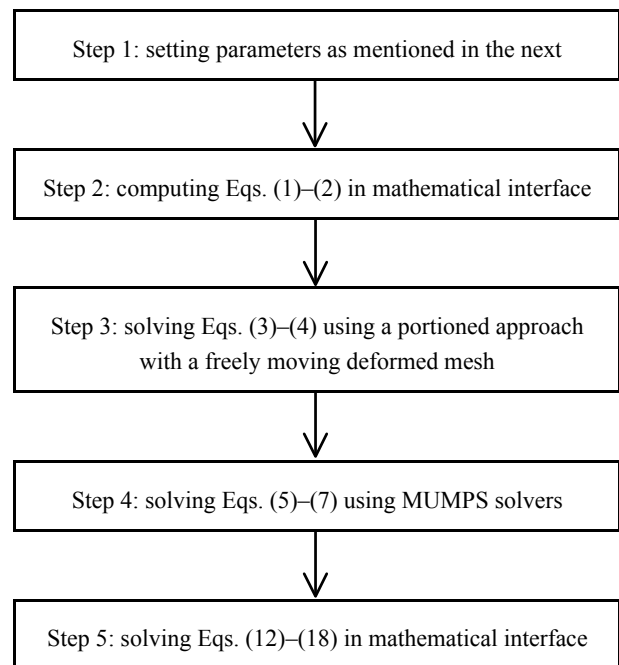 Step 1: setting parameters as mentioned in the next
Step 2: computing Eqs. (1)–(2) in mathematical interface
Step 3: solving Eqs. (3)–(4) using a portioned approach
with a freely moving deformed mesh
Step 4: solving Eqs. (5)–(7) using MUMPS solvers
Step 5: solving Eqs. (12)–(18) in mathematical interface